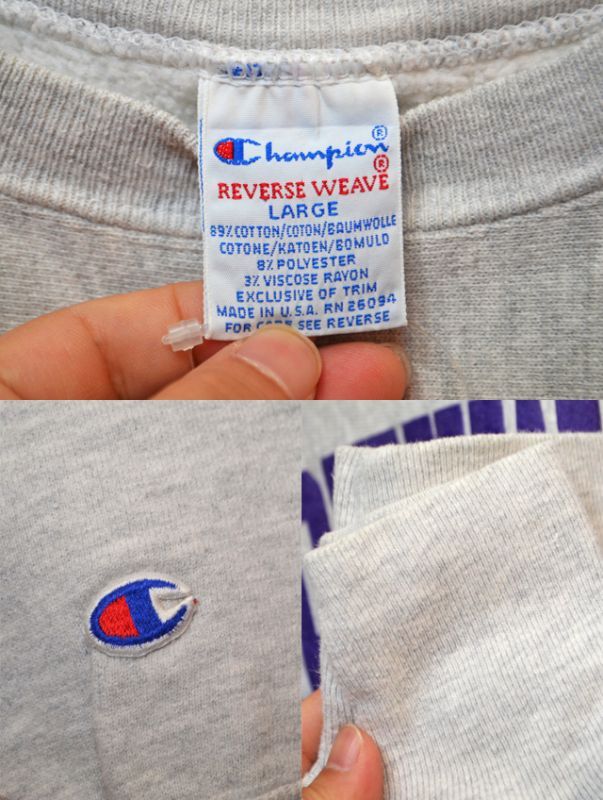 Champion®
REVERSE WEAVE®
LARGE
89% COTTON/COTON/BAUMWOLLE
COTONE/KATOEN/BOMULD
8% POLYESTER
3% VISCOSE RAYON
EXCLUSIVE OF TRIM
MADE IN U.S.A. RN 26094
FOR CARE SEE REVERSE